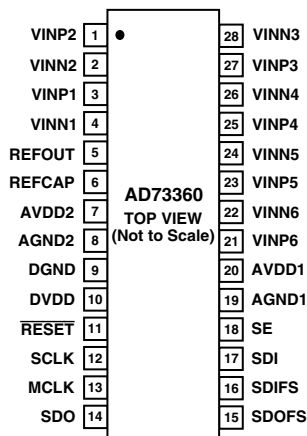 VINP2 1 28 VINN3
VINN2 2 27 VINP3
VINP1 3 26 VINN4
VINN1 4 25 VINP4
REFOUT 5 24 VINN5
REFCAP 6 23 VINP5
AD73360
AVDD2 7 TOP VIEW 22 VINN6
AGND2 8 (Not to Scale) 21 VINP6
DGND 9 20 AVDD1
DVDD 10 19 AGND1
RESET 11 18 SE
SCLK 12 17 SDI
MCLK 13 16 SDIFS
SDO 14 15 SDOFS